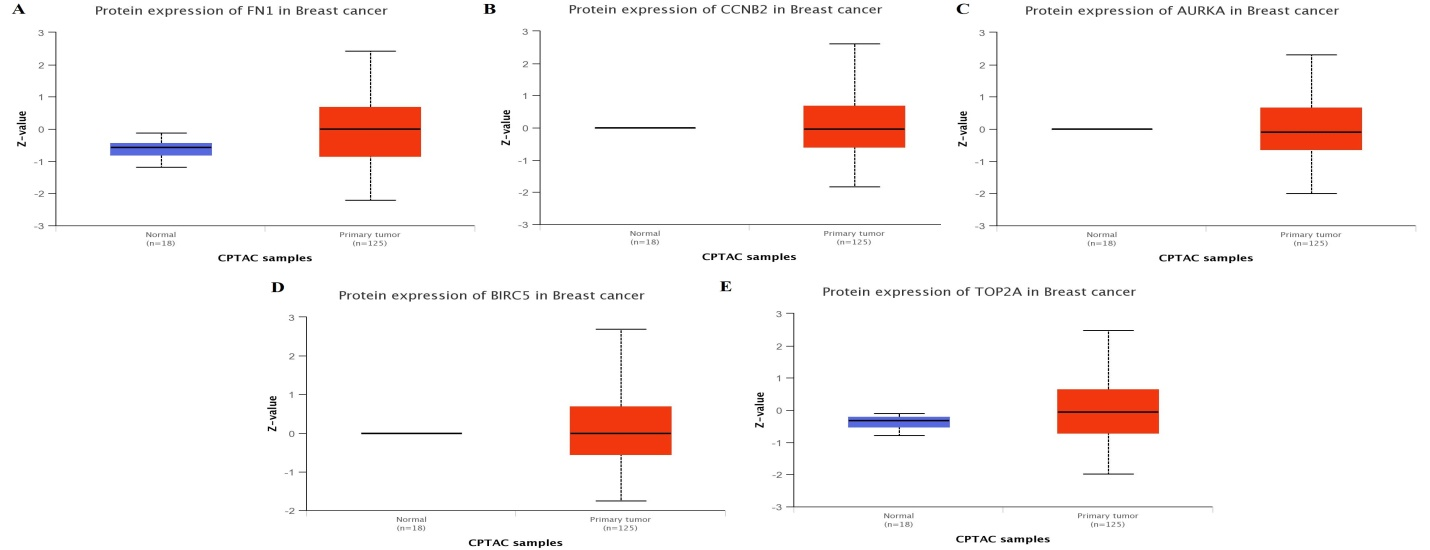 A
Protein expression of FN1 in Breast cancer
3
2
1
0
-1
-2
-3
Z-value
Normal
(n=18)
Primary tumor
(n=125)
CPTAC samples
B
Protein expression of CCNB2 in Breast cancer
3
2
1
0
-1
-2
-3
Z-value
Normal
(n=18)
Primary tumor
(n=125)
CPTAC samples
C
Protein expression of AURKA in Breast cancer
3
2
1
0
-1
-2
-3
Z-value
Normal
(n=18)
Primary tumor
(n=125)
CPTAC samples
D
Protein expression of BIRC5 in Breast cancer
3
2
1
0
-1
-2
Z-value
Normal
(n=18)
Primary tumor
(n=125)
CPTAC samples
E
Protein expression of TOP2A in Breast cancer
3
2
1
0
-1
-2
-3
Z-value
Normal
(n=18)
Primary tumor
(n=125)
CPTAC samples